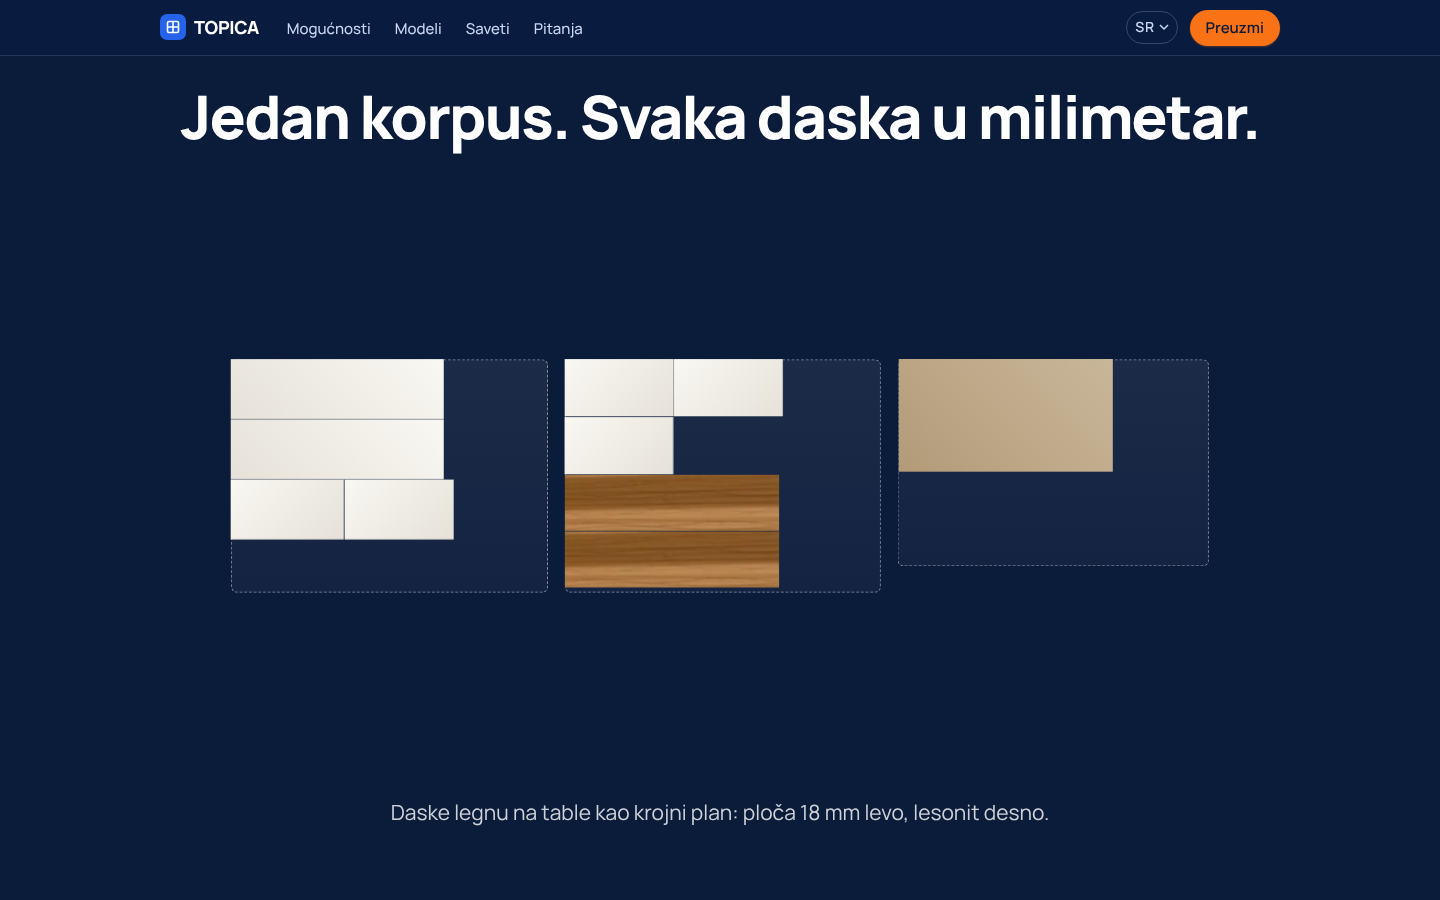 TOPICA Mogućnosti Modeli Saveti Pitanja SR Preuzmi
Jedan korpus. Svaka daska u milimetar.
Daske legnu na table kao krojni plan: ploča 18 mm levo, lesonit desno.